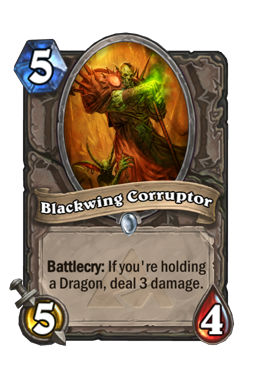 5
Blackwing Corruptor
Battlecry: If you're holding
a Dragon, deal 3 damage.
5
4